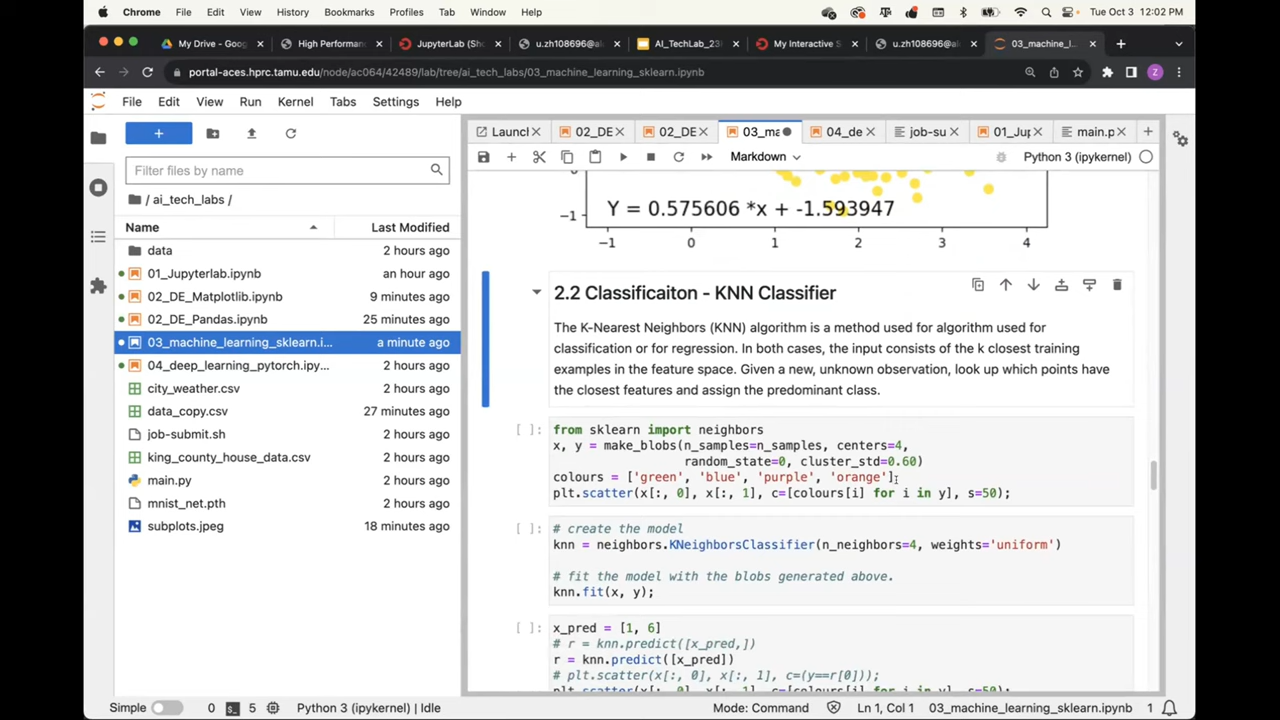 Chrome File Edit View History Bookmarks Profiles Tab Window Help Tue Oct 3 12:02 PM
My Drive - Goo High Performan JupyterLab (Sho u.zh108696@al AI_TechLab_23 My Interactive S u.zh108696@al 03_machine_l
portal-aces.hprc.tamu.edu/node/ac064/42489/lab/tree/ai_tech_labs/03_machine_learning_sklearn.ipynb Z
File Edit View Run Kernel Tabs Settings Help
Launcl 02_DE 02_DE 03_ma 04_de job-su 01_Jup main.p
Markdown Python 3 (ipykernel)
Filter files by name
/ ai_tech_labs /
Name Last Modified
data 2 hours ago
01_Jupyterlab.ipynb an hour ago
02_DE_Matplotlib.ipynb 9 minutes ago
02_DE_Pandas.ipynb 25 minutes ago
03_machine_learning_sklearn.i... a minute ago
04_deep_learning_pytorch.ipy... 2 hours ago
city_weather.csv 2 hours ago
data_copy.csv 27 minutes ago
job-submit.sh 2 hours ago
king_county_house_data.csv 2 hours ago
main.py 2 hours ago
mnist_net.pth 2 hours ago
subplots.jpeg 18 minutes ago
Y = 0.575606 *x + -1.593947
−1
−1 0 1 2 3 4
2.2 Classificaiton - KNN Classifier
The K-Nearest Neighbors (KNN) algorithm is a method used for algorithm used for
classification or for regression. In both cases, the input consists of the k closest training
examples in the feature space. Given a new, unknown observation, look up which points have
the closest features and assign the predominant class.
[ ]: from sklearn import neighbors
x, y = make_blobs(n_samples=n_samples, centers=4,
random_state=0, cluster_std=0.60)
colours = ['green', 'blue', 'purple', 'orange']
plt.scatter(x[:, 0], x[:, 1], c=[colours[i] for i in y], s=50);
[ ]: # create the model
knn = neighbors.KNeighborsClassifier(n_neighbors=4, weights='uniform')
# fit the model with the blobs generated above.
knn.fit(x, y);
[ ]: x_pred = [1, 6]
# r = knn.predict([x_pred,])
r = knn.predict([x_pred])
# plt.scatter(x[:, 0], x[:, 1], c=(y==r[0]));
plt.scatter(x[:, 0], x[:, 1], c=[colours[i] for i in y], s=50)
Simple 0 5 Python 3 (ipykernel) | Idle Mode: Command Ln 1, Col 1 03_machine_learning_sklearn.ipynb 1